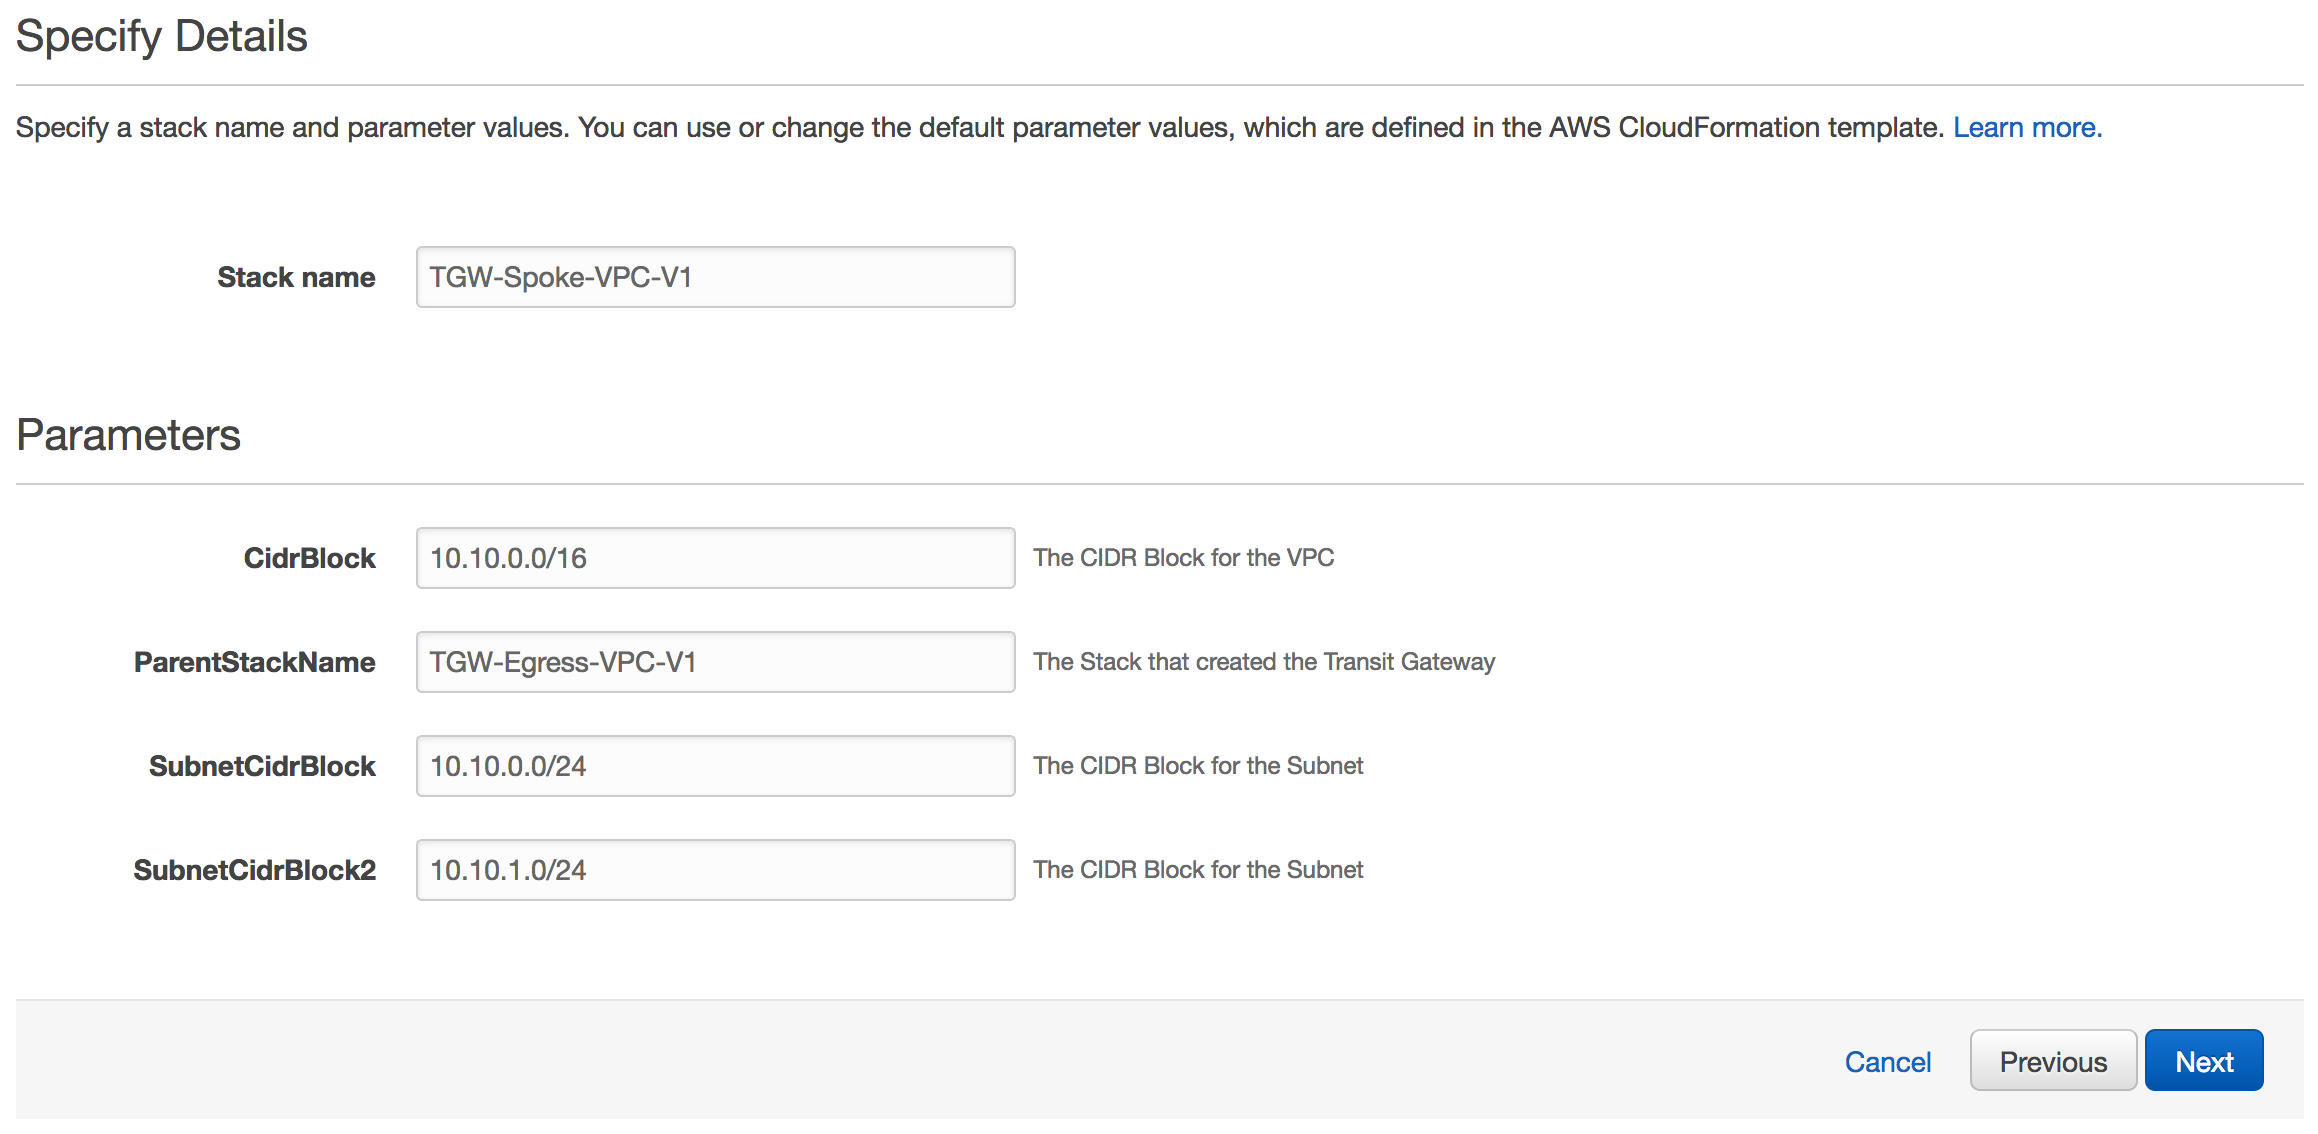 Specify Details
Specify a stack name and parameter values. You can use or change the default parameter values, which are defined in the AWS CloudFormation template. Learn more.
Stack name TGW-Spoke-VPC-V1
Parameters
CidrBlock 10.10.0.0/16 The CIDR Block for the VPC
ParentStackName TGW-Egress-VPC-V1 The Stack that created the Transit Gateway
SubnetCidrBlock 10.10.0.0/24 The CIDR Block for the Subnet
SubnetCidrBlock2 10.10.1.0/24 The CIDR Block for the Subnet
Cancel Previous Next